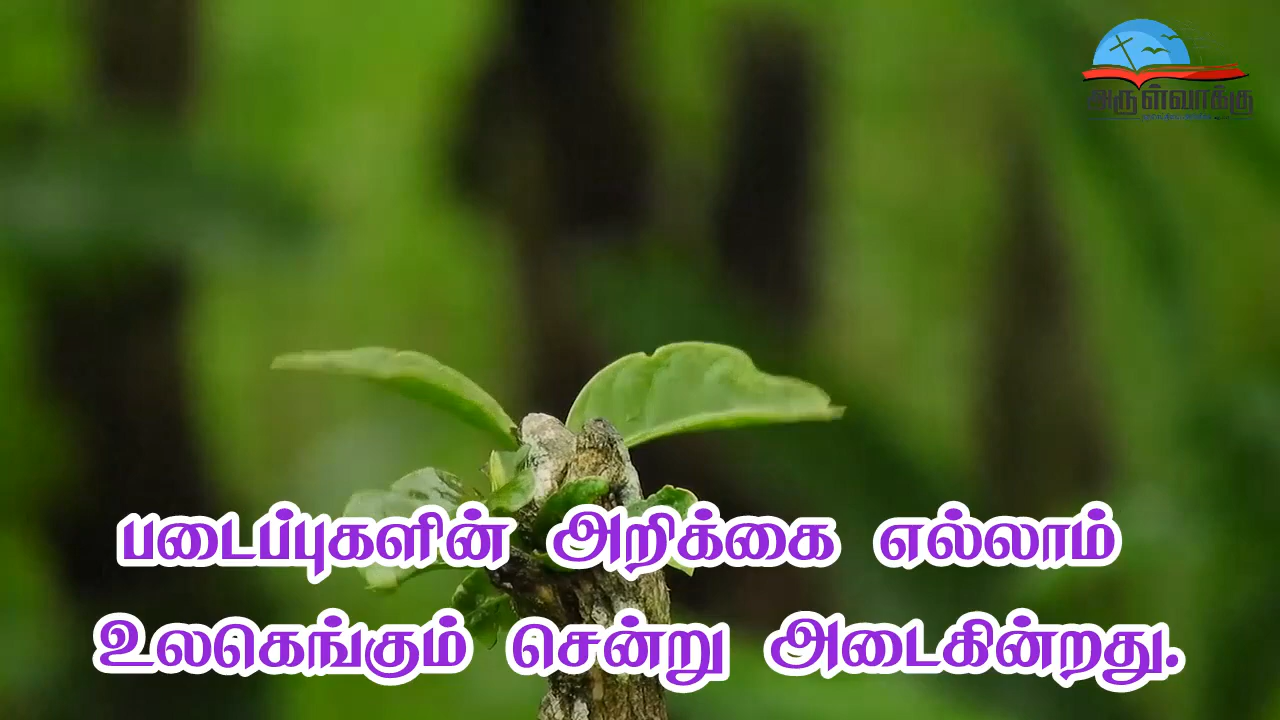 அருள்வாக்கு
படைப்புகளின் அறிக்கை எல்லாம்
உலகெங்கும் சென்று அடைகின்றது.